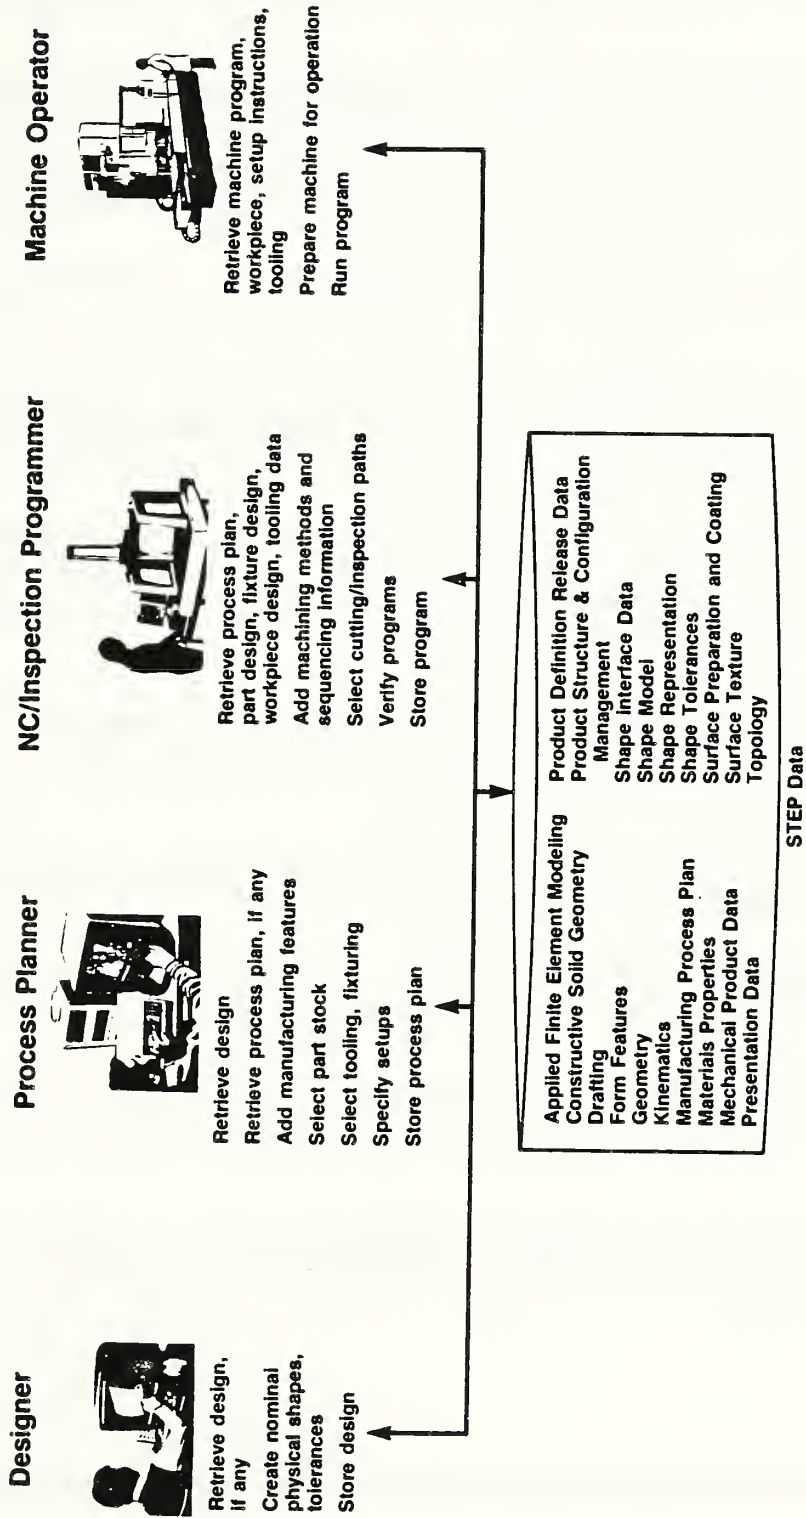 Designer
Retrieve design,
if any
Create nominal
physical shapes,
tolerances
Store design
Process Planner
Retrieve design
Retrieve process plan, if any
Add manufacturing features
Select part stock
Select tooling, fixturing
Specify setups
Store process plan
NC/Inspection Programmer
Retrieve process plan,
part design, fixture design,
workpiece design, tooling data
Add machining methods and
sequencing information
Select cutting/inspection paths
Verify programs
Store program
Machine Operator
Retrieve machine program,
workpiece, setup instructions,
tooling
Prepare machine for operation
Run program
Applied Finite Element Modeling
Constructive Solid Geometry
Drafting
Form Features
Geometry
Kinematics
Manufacturing Process Plan
Materials Properties
Mechanical Product Data
Presentation Data
Product Definition Release Data
Product Structure & Configuration
Management
Shape Interface Data
Shape Model
Shape Representation
Shape Tolerances
Surface Preparation and Coating
Surface Texture
Topology
STEP Data